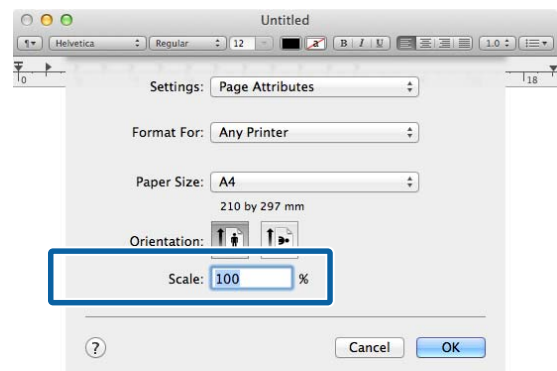 Untitled
¶ Helvetica Regular 12 a B I U 1.0
0 18
Settings: Page Attributes
Format For: Any Printer
Paper Size: A4
210 by 297 mm
Orientation:
Scale: 100 %
? Cancel OK